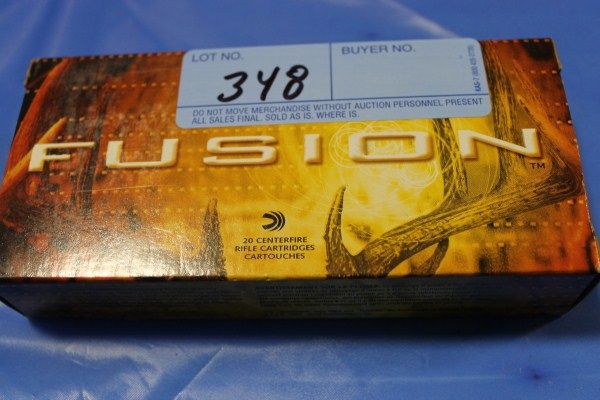 LOT NO.
348
BUYER NO.
DO NOT MOVE MERCHANDISE WITHOUT AUCTION PERSONNEL PRESENT
ALL SALES FINAL. SOLD AS IS. WHERE IS.
FUSION™
20 CENTERFIRE
RIFLE CARTRIDGES
CARTOUCHES